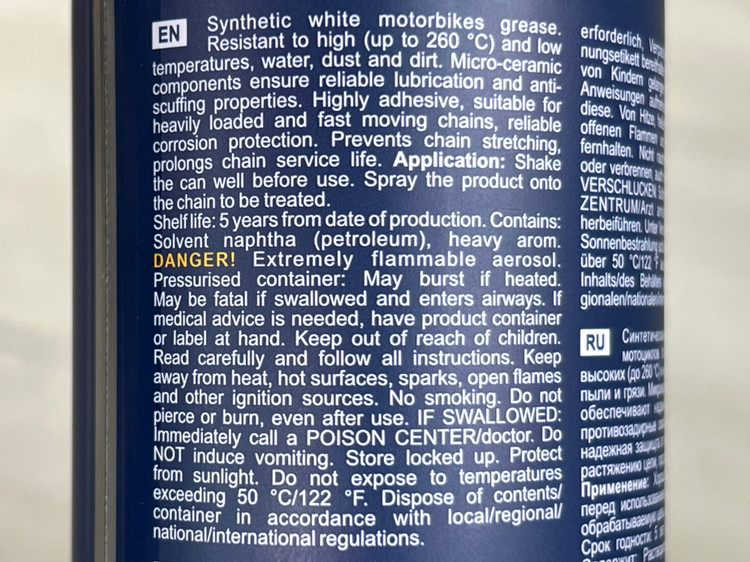 EN
Synthetic white motorbikes grease.
Resistant to high (up to 260 °C) and low
temperatures, water, dust and dirt. Micro-ceramic
components ensure reliable lubrication and anti-
scuffing properties. Highly adhesive, suitable for
heavily loaded and fast moving chains, reliable
corrosion protection. Prevents chain stretching,
prolongs chain service life. Application: Shake
the can well before use. Spray the product onto
the chain to be treated.
Shelf life: 5 years from date of production. Contains:
Solvent naphtha (petroleum), heavy arom.
DANGER! Extremely flammable aerosol.
Pressurised container: May burst if heated.
May be fatal if swallowed and enters airways. If
medical advice is needed, have product container
or label at hand. Keep out of reach of children.
Read carefully and follow all instructions. Keep
away from heat, hot surfaces, sparks, open flames
and other ignition sources. No smoking. Do not
pierce or burn, even after use. IF SWALLOWED:
Immediately call a POISON CENTER/doctor. Do
NOT induce vomiting. Store locked up. Protect
from sunlight. Do not expose to temperatures
exceeding 50 °C/122 °F. Dispose of contents/
container in accordance with local/regional/
national/international regulations.
erforderlich,
von Kindern
Anweisungen
diese. Von Hitze,
offenen Flammen
fernhalten. Nicht
oder verbrennen,
VERSCHLUCKEN:
ZENTRUM/Arzt
herbeiführen. Unter
Sonnenbestrahlung
über 50 °C/122 °F
Inhalts/des Behälters
gionalen/nationalen/
RU
Синтетическ
мотоциклов.
высоких (до 260 °C)
пыли и грязи.
обеспечивают
противозадирные
надежная защита
растяжению цепи,
Применение:
перед использованием
обрабатываемую
Срок годности: 5
Содержит: